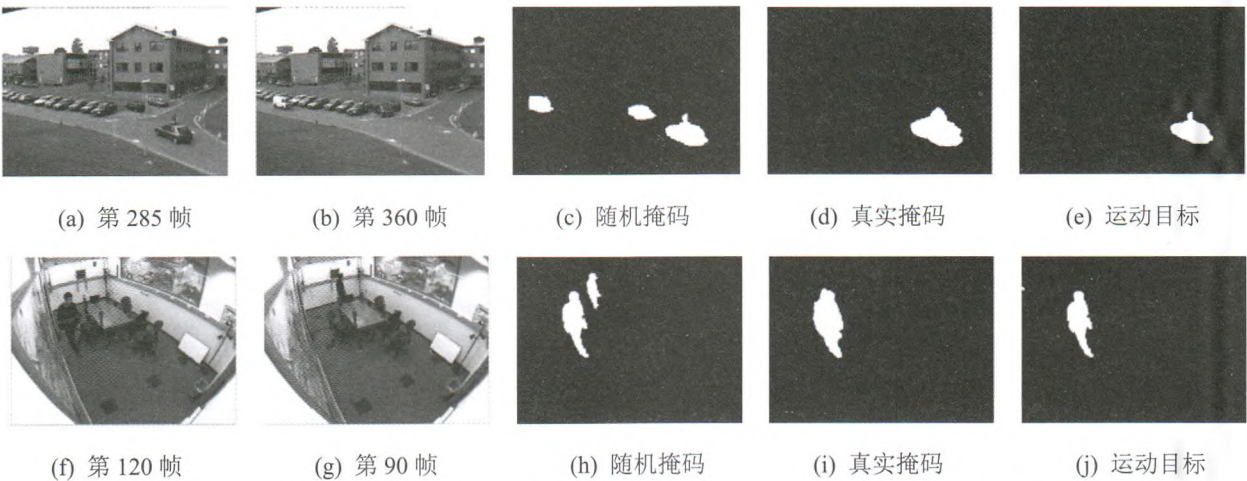 (a) 第 285 帧
(b) 第 360 帧
(c) 随机掩码
(d) 真实掩码
(e) 运动目标
(f) 第 120 帧
(g) 第 90 帧
(h) 随机掩码
(i) 真实掩码
(j) 运动目标